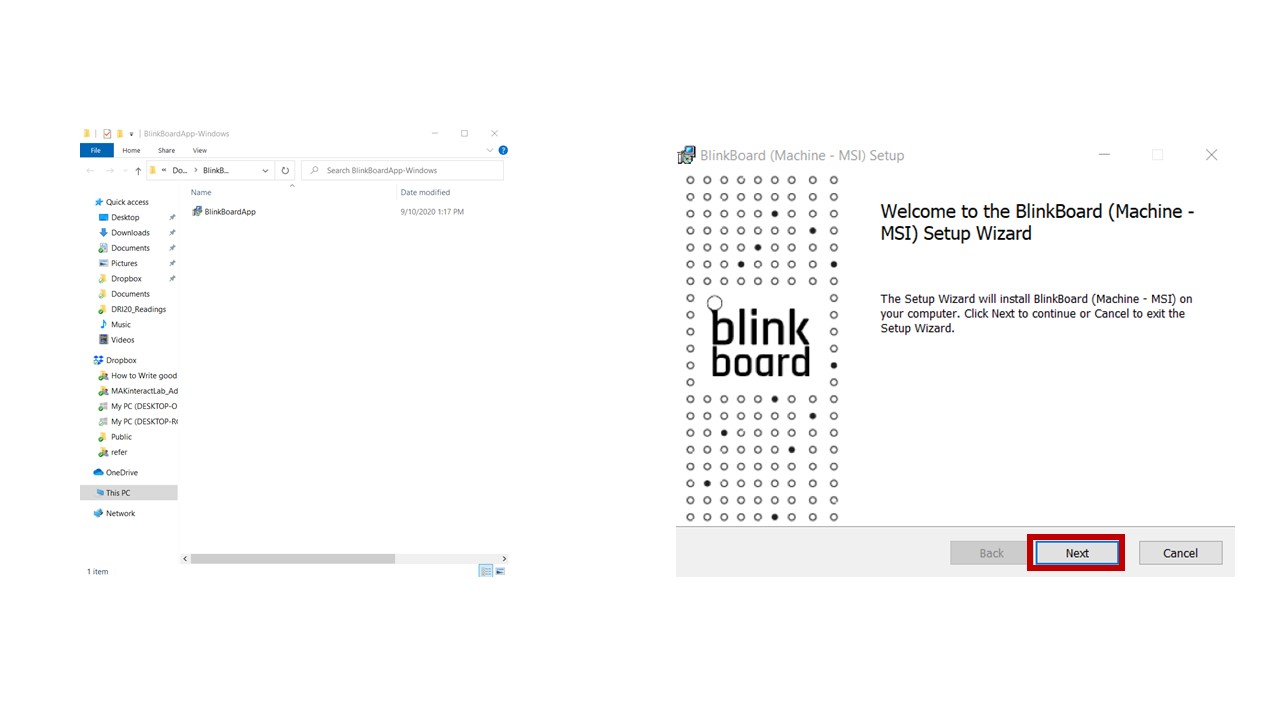 BlinkBoardApp-Windows
File Home Share View
« Do... > BlinkB...
Search BlinkBoardApp-Windows
Name Date modified
BlinkBoardApp 9/10/2020 1:17 PM
Quick access
Desktop
Downloads
Documents
Pictures
Dropbox
Documents
DRI20_Readings
Music
Videos
Dropbox
How to Write good
MAKinteractLab_Ad
My PC (DESKTOP-O
My PC (DESKTOP-R
Public
refer
OneDrive
This PC
Network
1 item
BlinkBoard (Machine - MSI) Setup
blink
board
Welcome to the BlinkBoard (Machine -
MSI) Setup Wizard
The Setup Wizard will install BlinkBoard (Machine - MSI) on
your computer. Click Next to continue or Cancel to exit the
Setup Wizard.
Back Next Cancel